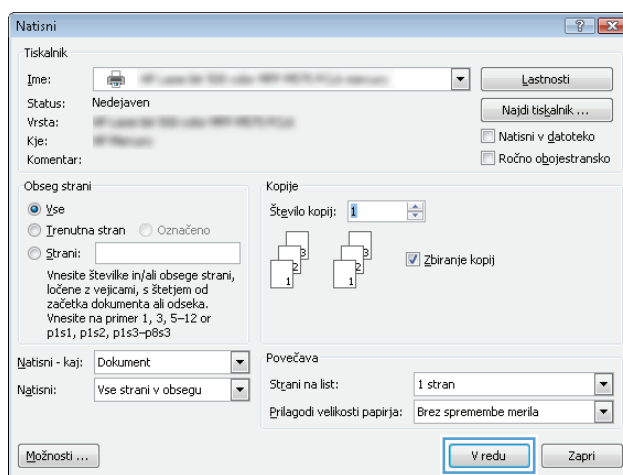 Natisni
Tiskalnik
Ime:
Lastnosti
Status: Nedejaven
Najdi tiskalnik ...
Vrsta:
Natisni v datoteko
Kje:
Komentar:
Ročno obojestransko
Obseg strani
Vse
Trenutna stran Označeno
Strani:
Vnesite številke in/ali obsege strani,
ločene z vejicami, s štetjem od
začetka dokumenta ali odseka.
Vnesite na primer 1, 3, 5–12 or
p1s1, p1s2, p1s3–p8s3
Kopije
Število kopij: 1
3 3
2 2
1 1
Zbiranje kopij
Natisni - kaj: Dokument
Natisni: Vse strani v obsegu
Povečava
Strani na list: 1 stran
Prilagodi velikosti papirja: Brez spremembe merila
Možnosti ...
V redu
Zapri